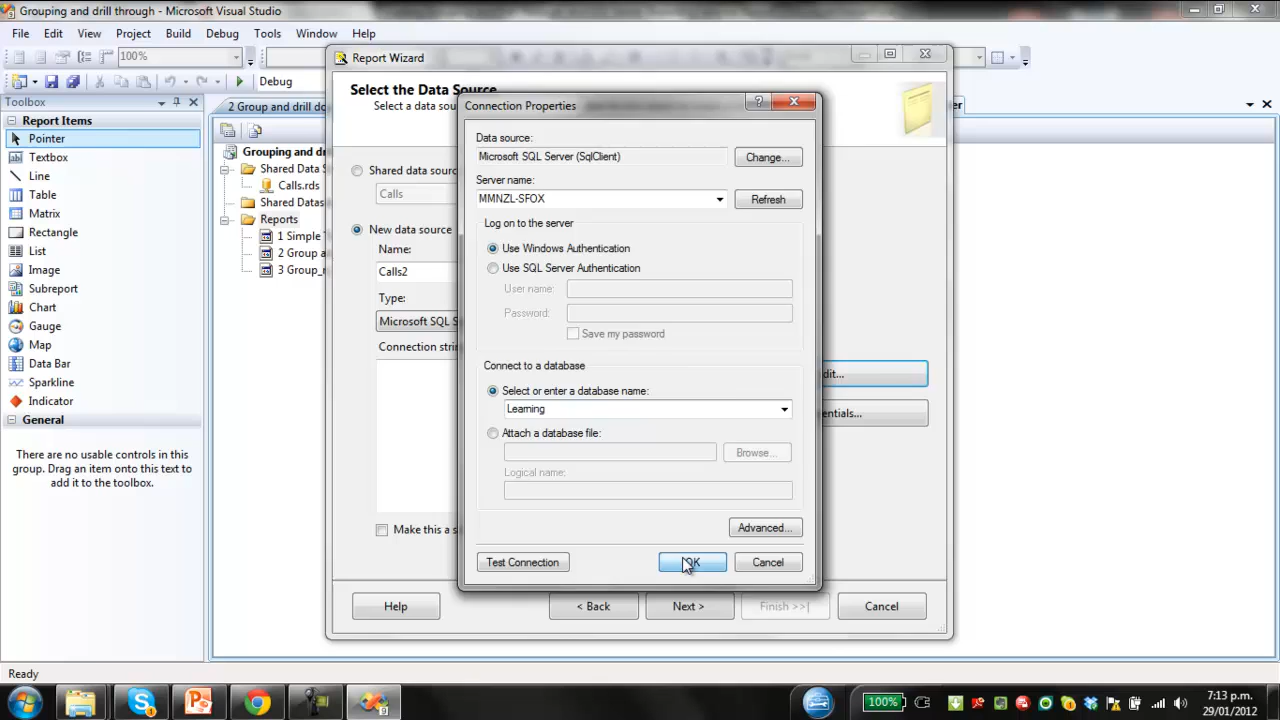 Grouping and drill through - Microsoft Visual Studio
File Edit View Project Build Debug Tools Window Help
100%
Debug
Toolbox
Report Items
Pointer
Textbox
Line
Table
Matrix
Rectangle
List
Image
Subreport
Chart
Gauge
Map
Data Bar
Sparkline
Indicator
General
There are no usable controls in this
group. Drag an item onto this text to
add it to the toolbox.
2 Group and drill do
Grouping and
Shared Data S
Calls.rds
Shared Datas
Reports
1 Simple
2 Group a
3 Group_
Report Wizard
Select the Data Source
Select a data sou
Shared data sourc
Calls
New data source
Name:
Calls2
Type:
Microsoft SQL S
Connection strin
Make this a s
dit...
entials...
Help
< Back
Next >
Finish >>|
Cancel
Connection Properties
Data source:
Microsoft SQL Server (SqlClient)
Change...
Server name:
MMNZL-SFOX
Refresh
Log on to the server
Use Windows Authentication
Use SQL Server Authentication
User name:
Password:
Save my password
Connect to a database
Select or enter a database name:
Learning
Attach a database file:
Browse...
Logical name:
Advanced...
Test Connection
OK
Cancel
Ready
100%
7:13 p.m.
29/01/2012